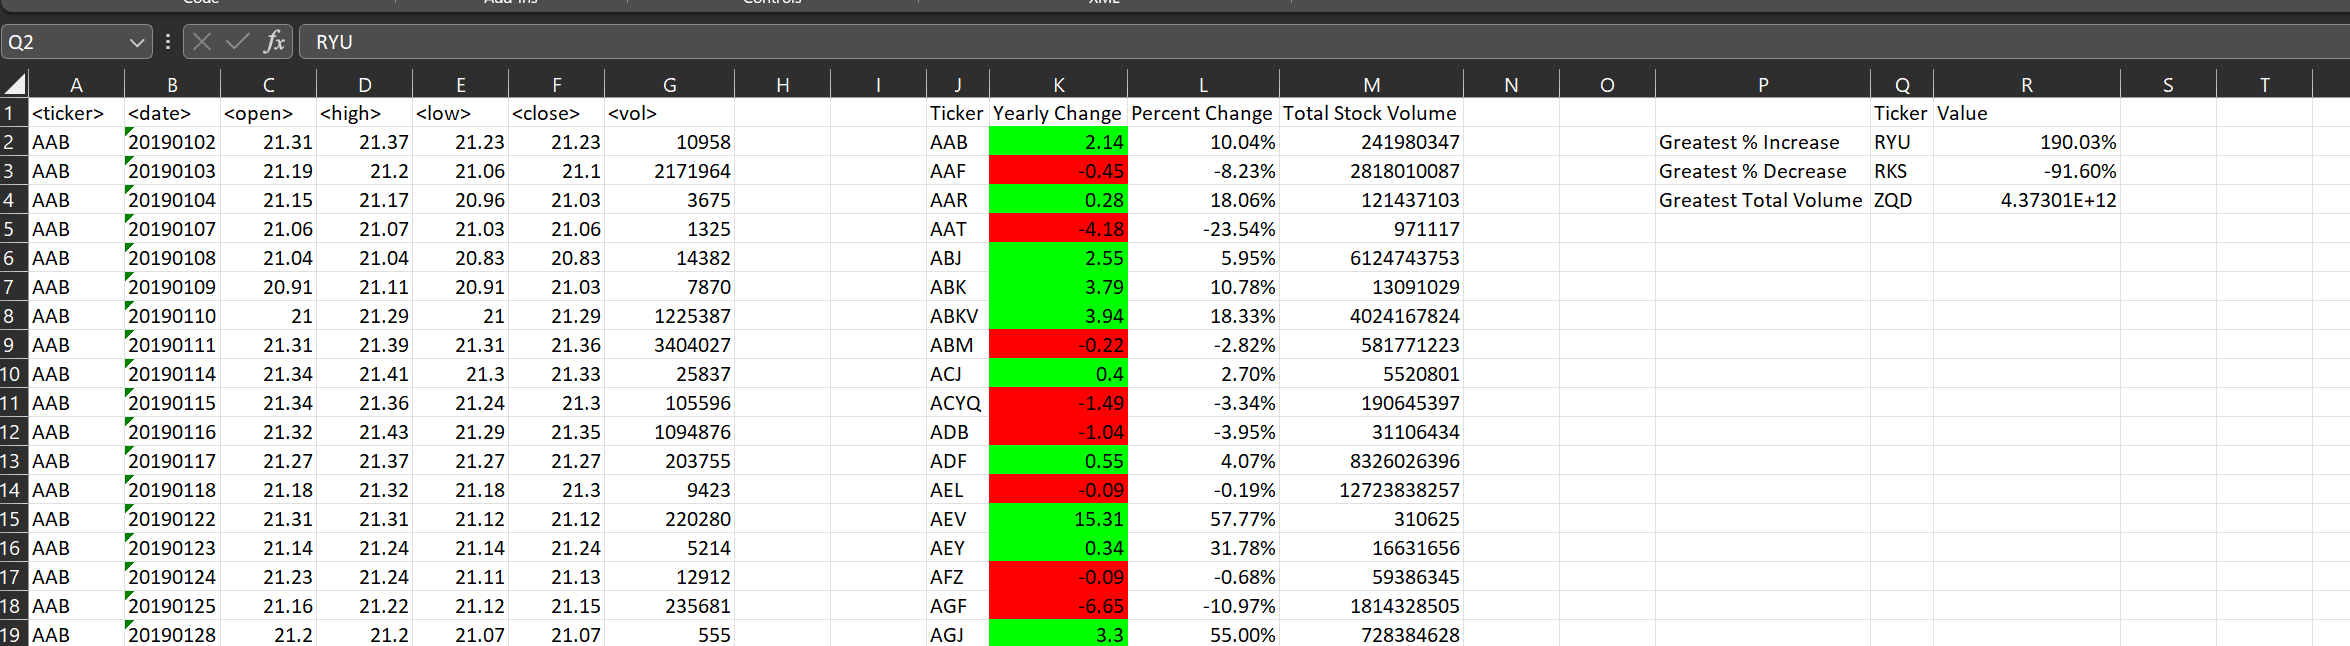 Code Add-Ins Controls XML
Q2 fx RYU
A B C D E F G H I J K L M N O P Q R S T
1 <ticker> <date> <open> <high> <low> <close> <vol> Ticker Yearly Change Percent Change Total Stock Volume Ticker Value
2 AAB 20190102 21.31 21.37 21.23 21.23 10958 AAB 2.14 10.04% 241980347 Greatest % Increase RYU 190.03%
3 AAB 20190103 21.19 21.2 21.06 21.1 2171964 AAF -0.45 -8.23% 2818010087 Greatest % Decrease RKS -91.60%
4 AAB 20190104 21.15 21.17 20.96 21.03 3675 AAR 0.28 18.06% 121437103 Greatest Total Volume ZQD 4.37301E+12
5 AAB 20190107 21.06 21.07 21.03 21.06 1325 AAT -4.18 -23.54% 971117
6 AAB 20190108 21.04 21.04 20.83 20.83 14382 ABJ 2.55 5.95% 6124743753
7 AAB 20190109 20.91 21.11 20.91 21.03 7870 ABK 3.79 10.78% 13091029
8 AAB 20190110 21 21.29 21 21.29 1225387 ABKV 3.94 18.33% 4024167824
9 AAB 20190111 21.31 21.39 21.31 21.36 3404027 ABM -0.22 -2.82% 581771223
10 AAB 20190114 21.34 21.41 21.3 21.33 25837 ACJ 0.4 2.70% 5520801
11 AAB 20190115 21.34 21.36 21.24 21.3 105596 ACYQ -1.49 -3.34% 190645397
12 AAB 20190116 21.32 21.43 21.29 21.35 1094876 ADB -1.04 -3.95% 31106434
13 AAB 20190117 21.27 21.37 21.27 21.27 203755 ADF 0.55 4.07% 8326026396
14 AAB 20190118 21.18 21.32 21.18 21.3 9423 AEL -0.09 -0.19% 12723838257
15 AAB 20190122 21.31 21.31 21.12 21.12 220280 AEV 15.31 57.77% 310625
16 AAB 20190123 21.14 21.24 21.14 21.24 5214 AEY 0.34 31.78% 16631656
17 AAB 20190124 21.23 21.24 21.11 21.13 12912 AFZ -0.09 -0.68% 59386345
18 AAB 20190125 21.16 21.22 21.12 21.15 235681 AGF -6.65 -10.97% 1814328505
19 AAB 20190128 21.2 21.2 21.07 21.07 555 AGJ 3.3 55.00% 728384628